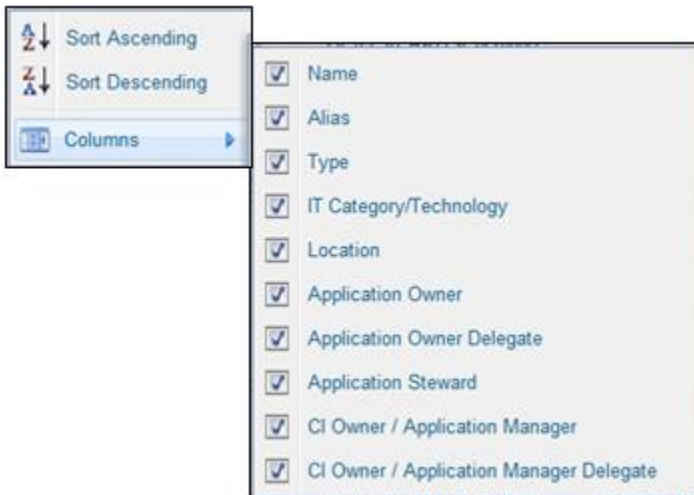 Sort Ascending
Sort Descending
Columns
Name
Alias
Type
IT Category/Technology
Location
Application Owner
Application Owner Delegate
Application Steward
CI Owner / Application Manager
CI Owner / Application Manager Delegate